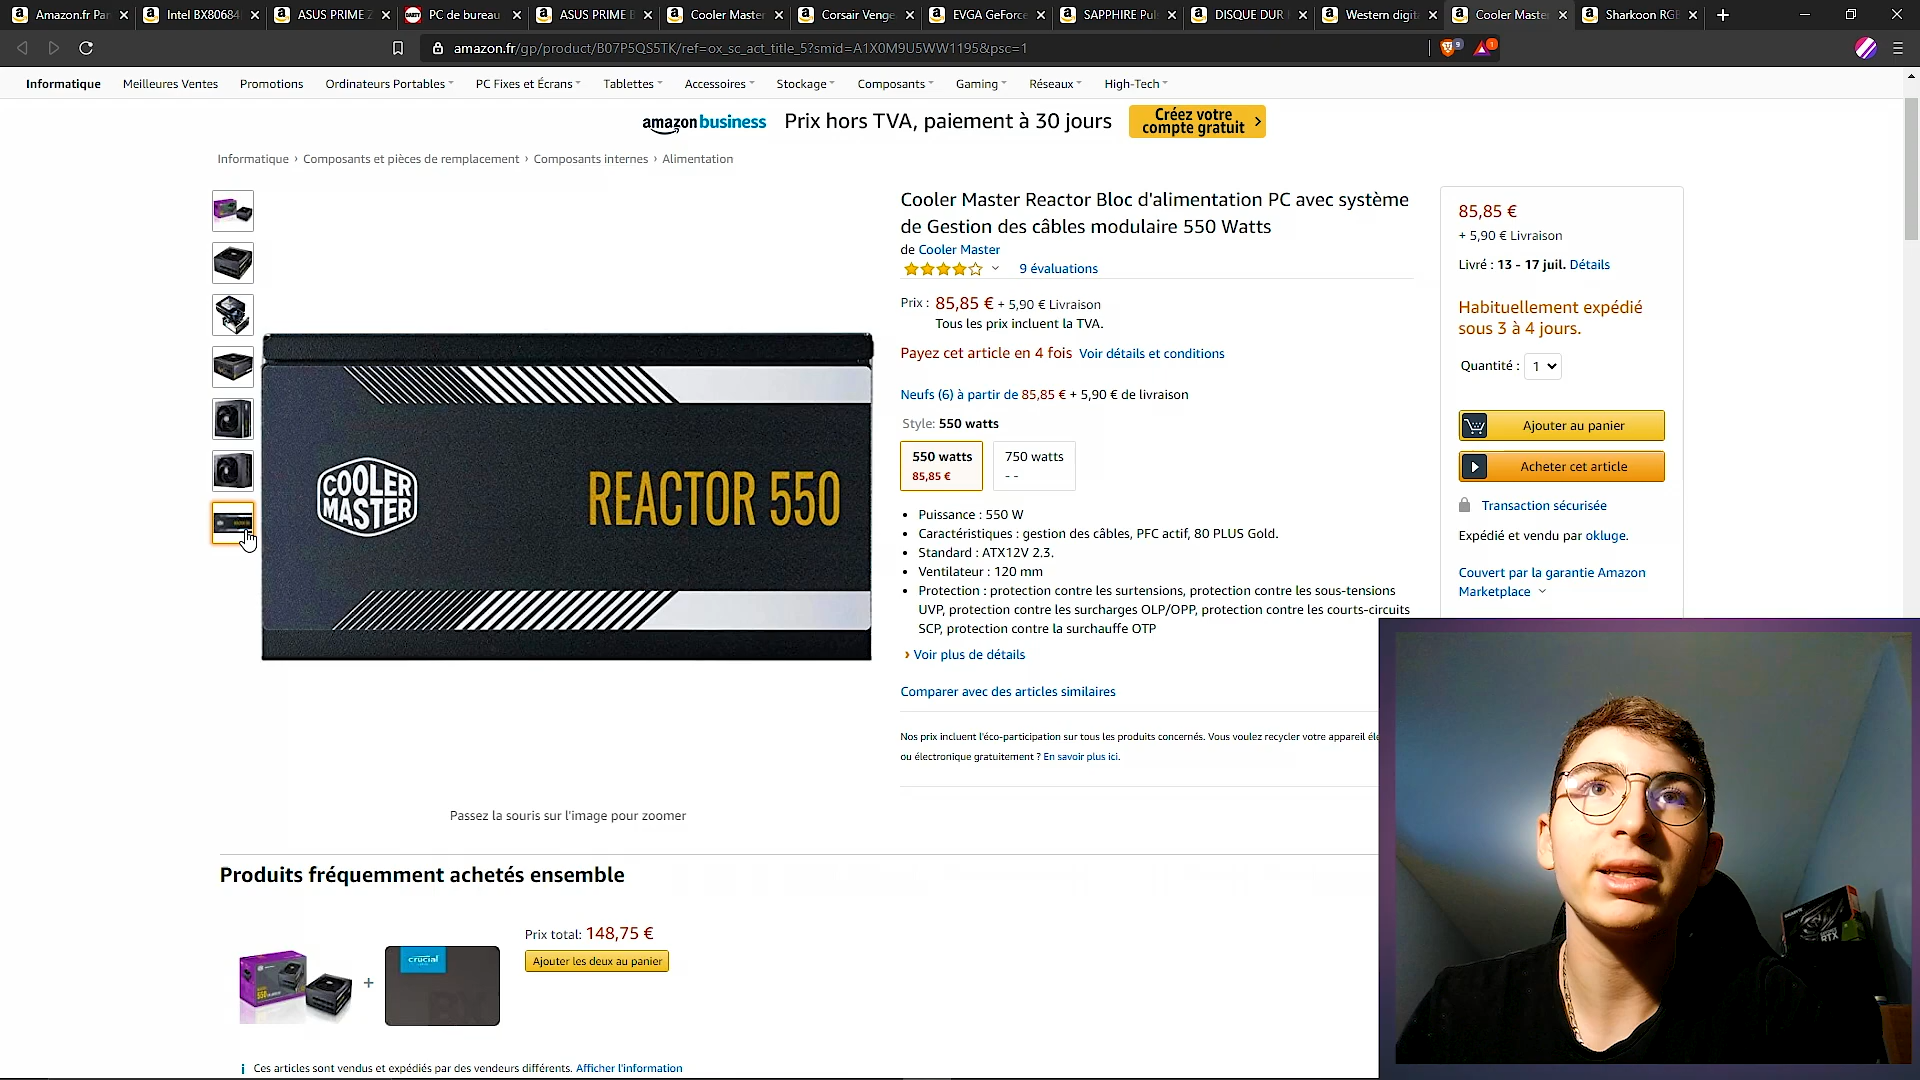 Amazon.fr Par
Intel BX80684
ASUS PRIME Z
DARTY
PC de bureau
ASUS PRIME B
Cooler Master
Corsair Venge
EVGA GeForce
SAPPHIRE Pul
DISQUE DUR
Western digit
Cooler Master
Sharkoon RGB
amazon.fr/gp/product/B07P5QS5TK/ref=ox_sc_act_title_5?smid=A1X0M9U5WW1195&psc=1
9
1
Informatique
Meilleures Ventes
Promotions
Ordinateurs Portables
PC Fixes et Écrans
Tablettes
Accessoires
Stockage
Composants
Gaming
Réseaux
High-Tech
amazon business Prix hors TVA, paiement à 30 jours
Créez votre
compte gratuit
Informatique › Composants et pièces de remplacement › Composants internes › Alimentation
COOLER
MASTER
REACTOR 550
Passez la souris sur l'image pour zoomer
Cooler Master Reactor Bloc d'alimentation PC avec système
de Gestion des câbles modulaire 550 Watts
de Cooler Master
9 évaluations
Prix : 85,85 € + 5,90 € Livraison
Tous les prix incluent la TVA.
Payez cet article en 4 fois Voir détails et conditions
Neufs (6) à partir de 85,85 € + 5,90 € de livraison
Style: 550 watts
550 watts
85,85 €
750 watts
- -
• Puissance : 550 W
• Caractéristiques : gestion des câbles, PFC actif, 80 PLUS Gold.
• Standard : ATX12V 2.3.
• Ventilateur : 120 mm
• Protection : protection contre les surtensions, protection contre les sous-tensions
UVP, protection contre les surcharges OLP/OPP, protection contre les courts-circuits
SCP, protection contre la surchauffe OTP
› Voir plus de détails
Comparer avec des articles similaires
Nos prix incluent l'éco-participation sur tous les produits concernés. Vous voulez recycler votre appareil éle
ou électronique gratuitement ? En savoir plus ici.
85,85 €
+ 5,90 € Livraison
Livré : 13 - 17 juil. Détails
Habituellement expédié
sous 3 à 4 jours.
Quantité : 1
Ajouter au panier
Acheter cet article
Transaction sécurisée
Expédié et vendu par okluge.
Couvert par la garantie Amazon
Marketplace
Produits fréquemment achetés ensemble
550
+
crucial
Prix total: 148,75 €
Ajouter les deux au panier
i Ces articles sont vendus et expédiés par des vendeurs différents. Afficher l'information
GIGABYTE
RTX